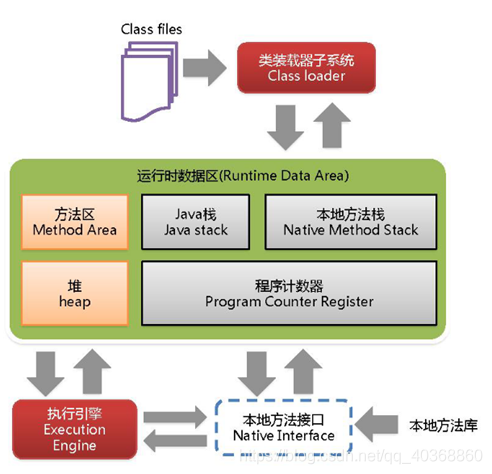 Class files
类装载器子系统
Class loader
运行时数据区(Runtime Data Area)
方法区
Method Area
Java栈
Java stack
本地方法栈
Native Method Stack
堆
heap
程序计数器
Program Counter Register
执行引擎
Execution
Engine
本地方法接口
Native Interface
本地方法库
https://blog.csdn.net/qq_40368860